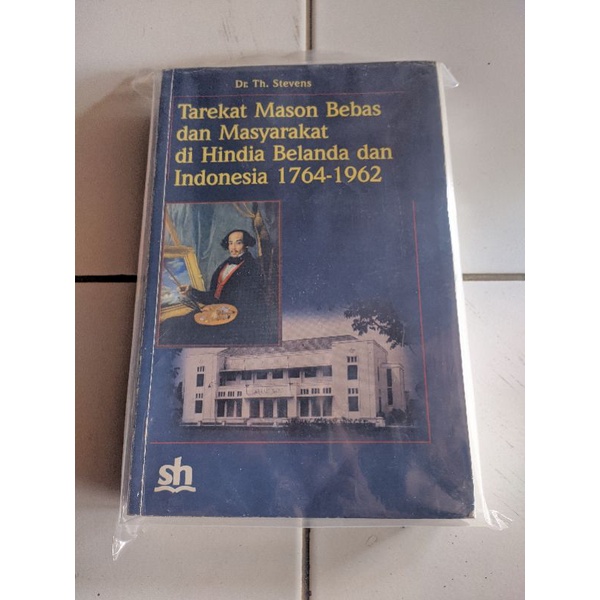 Dr. Th. Stevens
Tarekat Mason Bebas
dan Masyarakat
di Hindia Belanda dan
Indonesia 1764-1962
sh